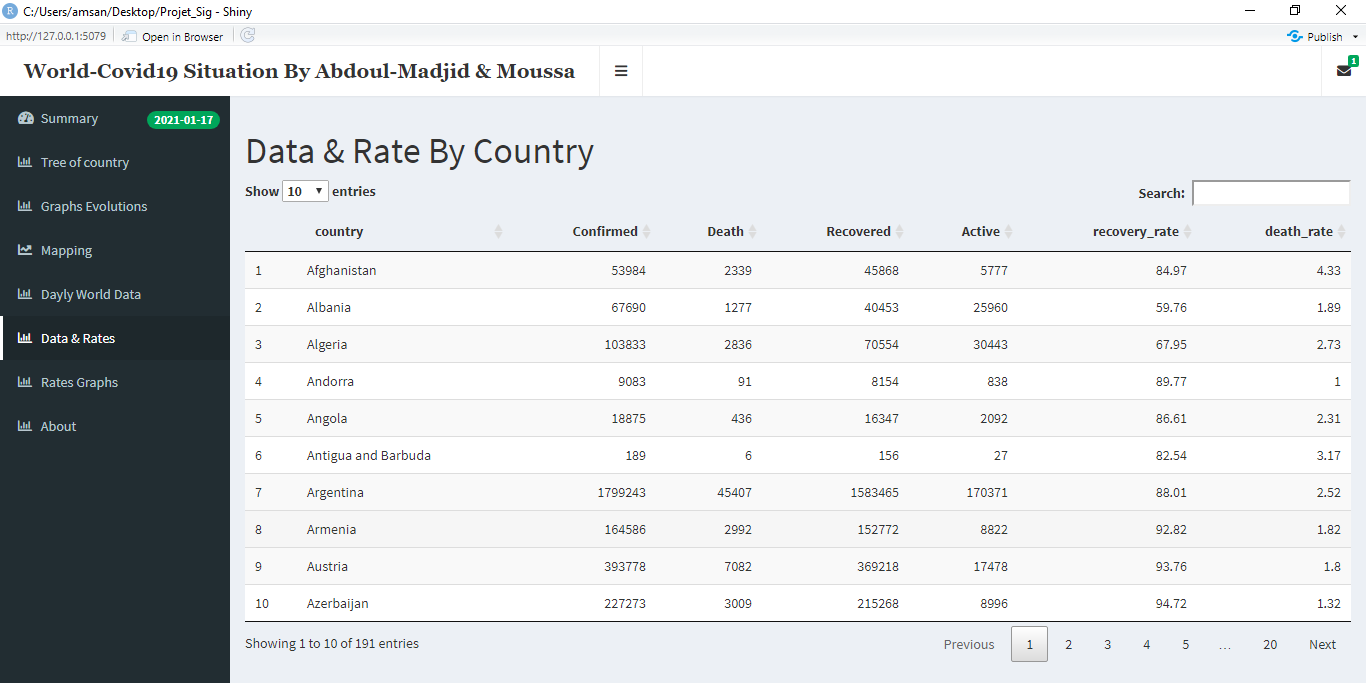 C:/Users/amsan/Desktop/Projet_Sig - Shiny
http://127.0.0.1:5079 Open in Browser Publish
World-Covid19 Situation By Abdoul-Madjid & Moussa 1
Summary 2021-01-17
Tree of country
Graphs Evolutions
Mapping
Dayly World Data
Data & Rates
Rates Graphs
About
Data & Rate By Country
Show 10 entries Search:
country Confirmed Death Recovered Active recovery_rate death_rate
1 Afghanistan 53984 2339 45868 5777 84.97 4.33
2 Albania 67690 1277 40453 25960 59.76 1.89
3 Algeria 103833 2836 70554 30443 67.95 2.73
4 Andorra 9083 91 8154 838 89.77 1
5 Angola 18875 436 16347 2092 86.61 2.31
6 Antigua and Barbuda 189 6 156 27 82.54 3.17
7 Argentina 1799243 45407 1583465 170371 88.01 2.52
8 Armenia 164586 2992 152772 8822 92.82 1.82
9 Austria 393778 7082 369218 17478 93.76 1.8
10 Azerbaijan 227273 3009 215268 8996 94.72 1.32
Showing 1 to 10 of 191 entries Previous 1 2 3 4 5 … 20 Next